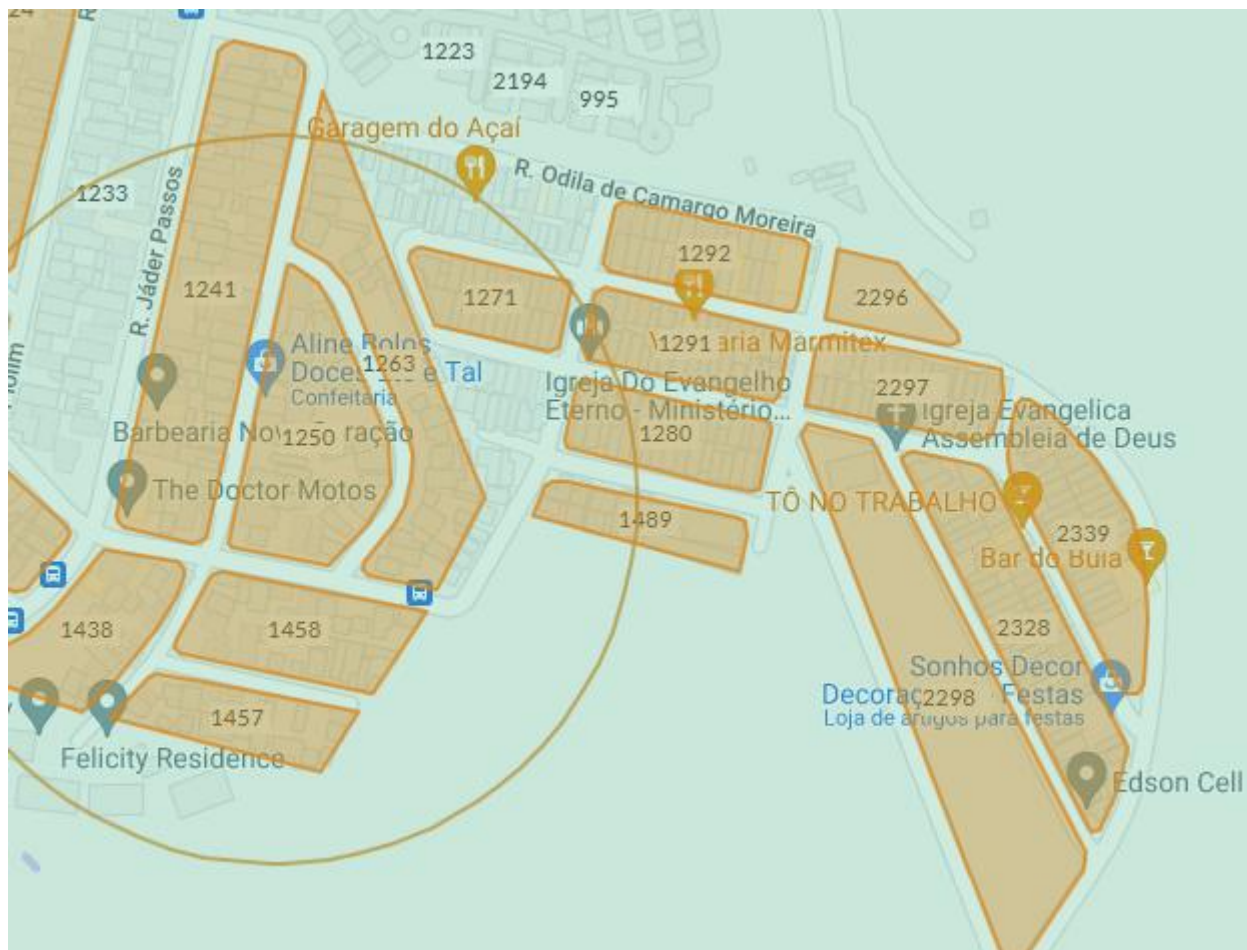 24
1223
2194
995
Garagem do Açaí
R. Odila de Camargo Moreira
1233
R. Jáder Passos
1292
1241
1271
2296
1291
aria Marmitex
Aline Bolos
Doces e Tal
Confeitaria
1263
Igreja Do Evangelho
Eterno - Ministério...
2297
Igreja Evangelica
Assembleia de Deus
Barbearia
ração
1250
1280
The Doctor Motos
TÔ NO TRABALHO
1489
2339
Bar do Buia
1438
1458
2328
Sonhos Decor
Festas
2298
Loja de artigos para festas
1457
Felicity Residence
Edson Cell